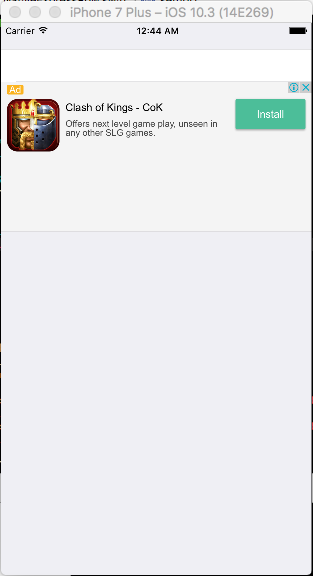 iPhone 7 Plus – iOS 10.3 (14E269)
Carrier 12:44 AM
Ad
Clash of Kings - CoK
Offers next level game play, unseen in
any other SLG games.
Install